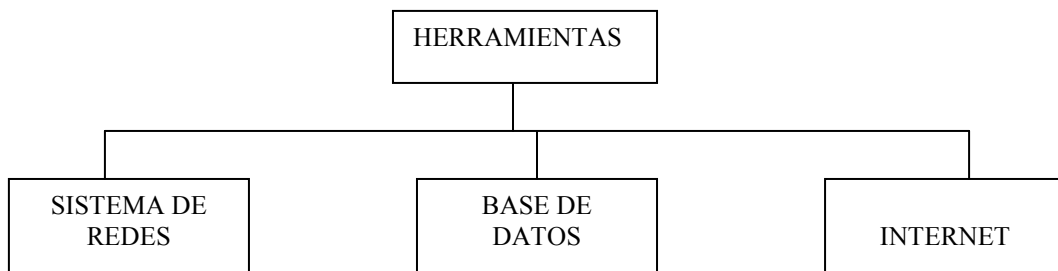 HERRAMIENTAS
SISTEMA DE
REDES
BASE DE
DATOS
INTERNET